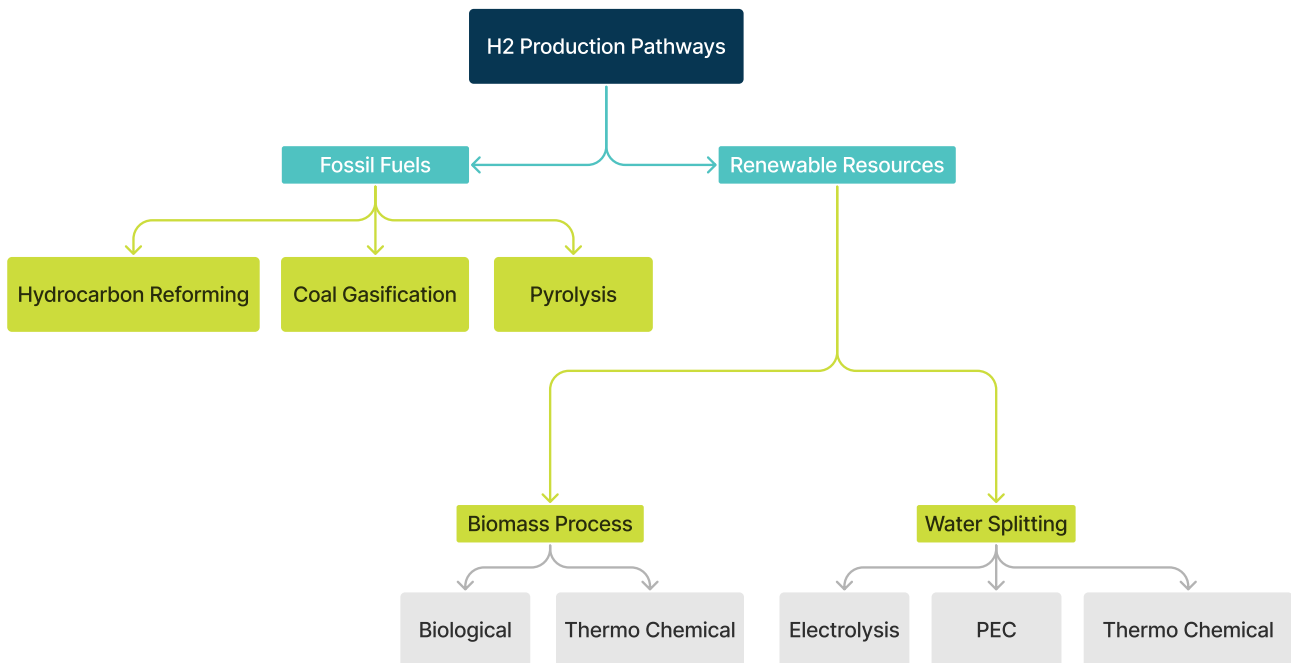 H2 Production Pathways
Fossil Fuels
Renewable Resources
Hydrocarbon Reforming
Coal Gasification
Pyrolysis
Biomass Process
Water Splitting
Biological
Thermo Chemical
Electrolysis
PEC
Thermo Chemical